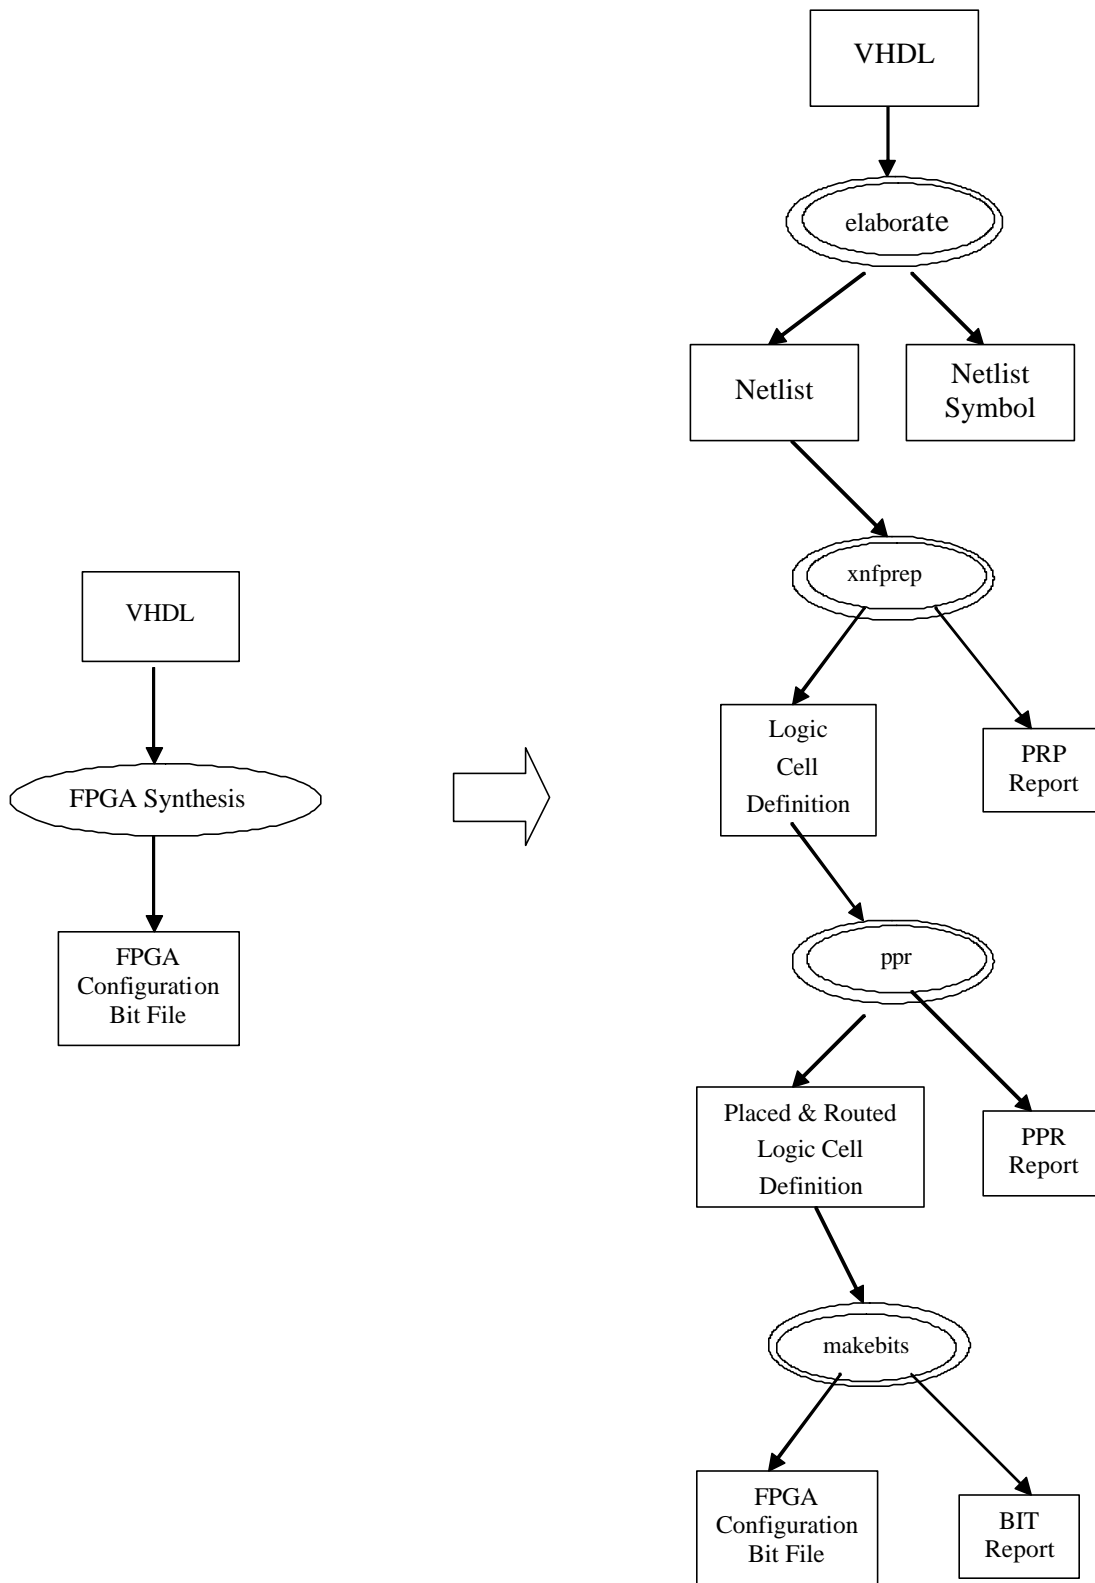 VHDL
FPGA Synthesis
FPGA
Configuration
Bit File
VHDL
elaborate
Netlist
Netlist
Symbol
xnfprep
Logic
Cell
Definition
PRP
Report
ppr
Placed & Routed
Logic Cell
Definition
PPR
Report
makebits
FPGA
Configuration
Bit File
BIT
Report